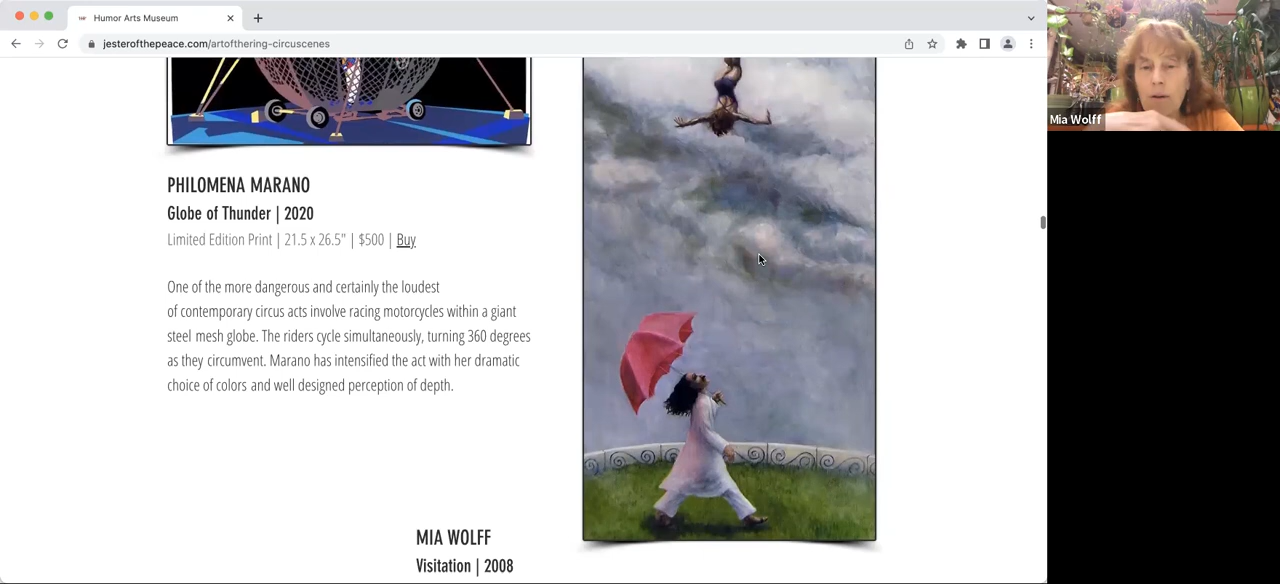 Humor Arts Museum
jesterofthepeace.com/artofthering-circuscenes
Mia Wolff
PHILOMENA MARANO
Globe of Thunder | 2020
Limited Edition Print | 21.5 x 26.5" | $500 | Buy
One of the more dangerous and certainly the loudest
of contemporary circus acts involve racing motorcycles within a giant
steel mesh globe. The riders cycle simultaneously, turning 360 degrees
as they circumvent. Marano has intensified the act with her dramatic
choice of colors and well designed perception of depth.
MIA WOLFF
Visitation | 2008